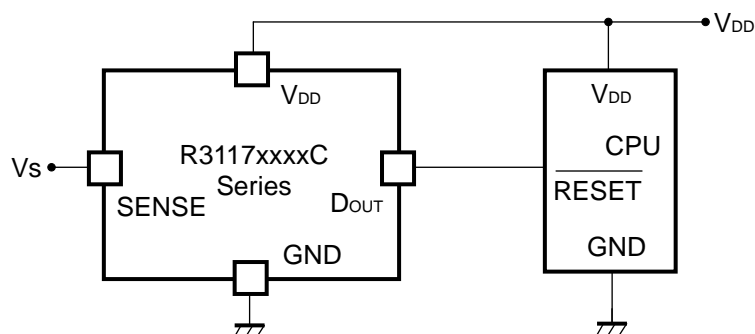 VDD
VDD
VDD
R3117xxxxC
Series
CPU
Vs
SENSE
DOUT
RESET
GND
GND